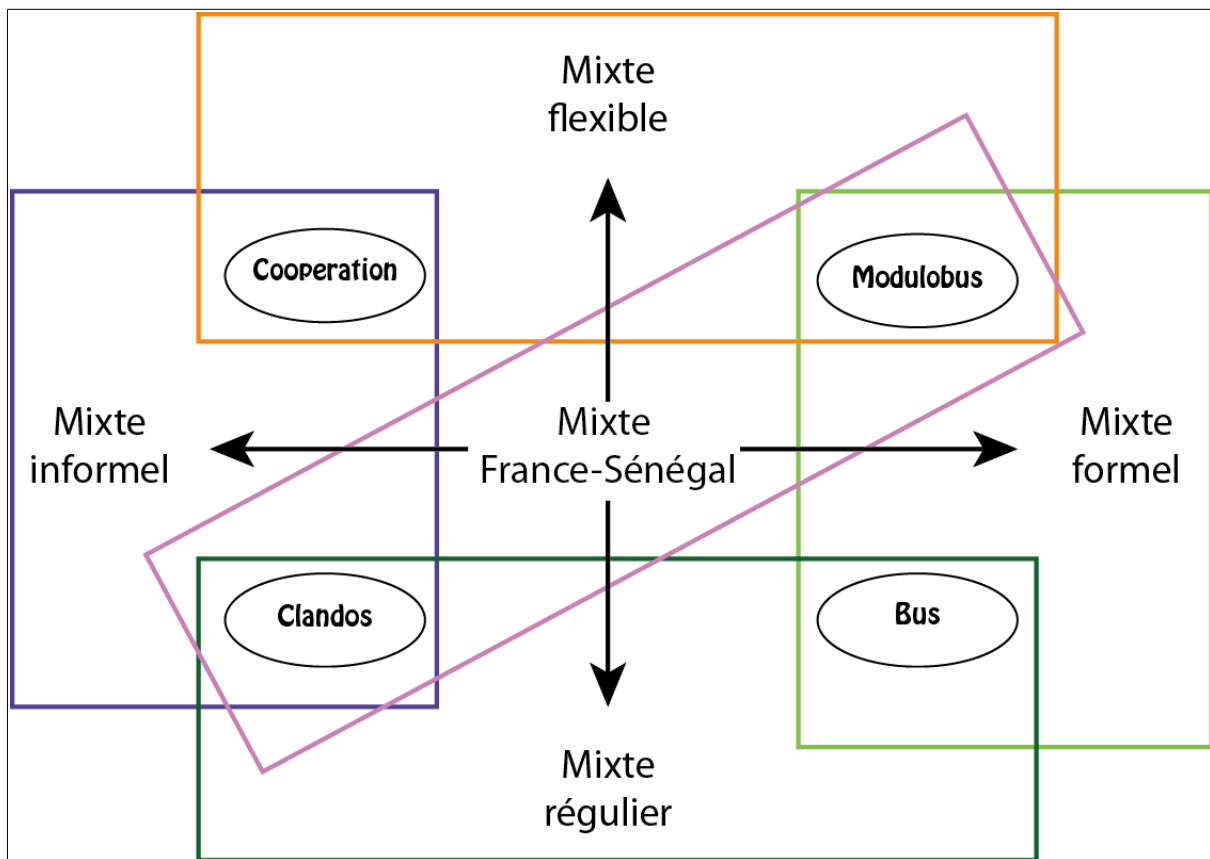 Mixte
flexible
Cooperation
Modulobus
Mixte
informel
Mixte
France-Sénégal
Mixte
formel
Clandos
Bus
Mixte
régulier